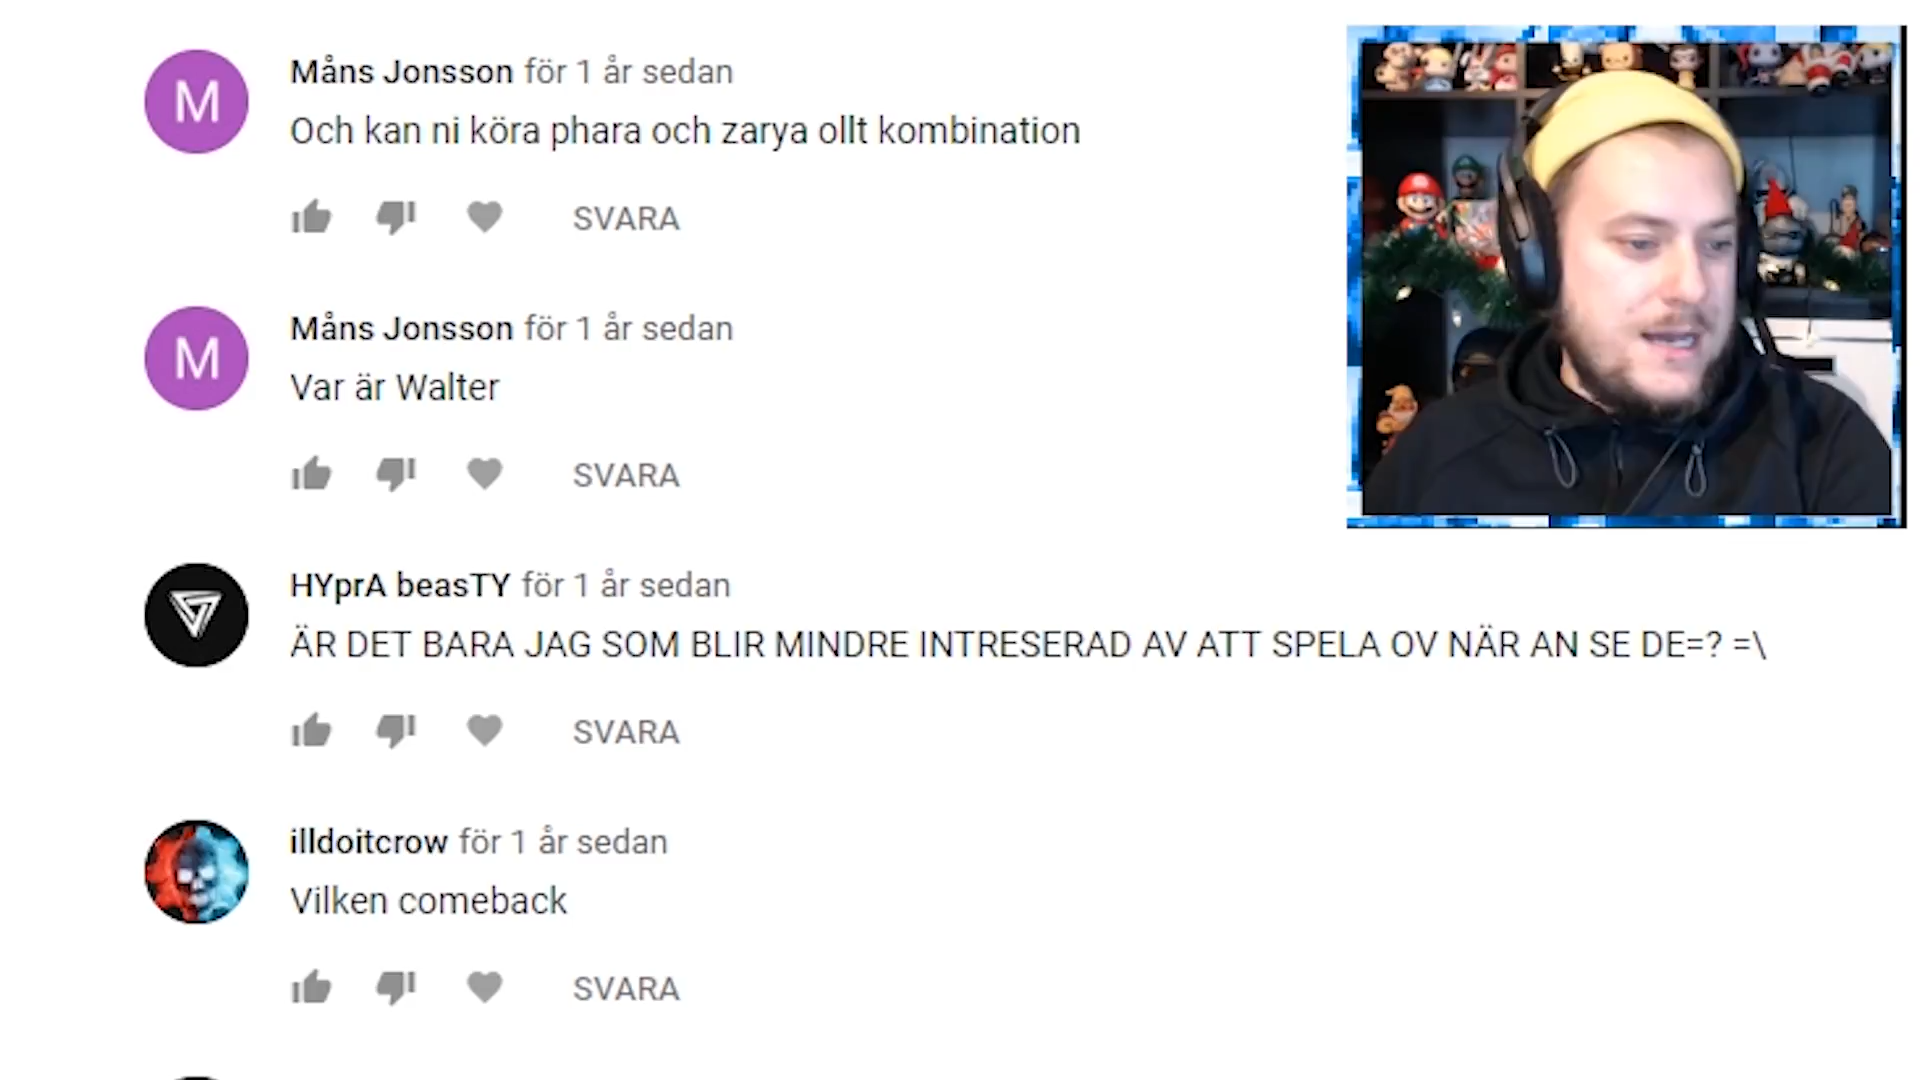 M
Måns Jonsson för 1 år sedan
Och kan ni köra phara och zarya ollt kombination
SVARA
M
Måns Jonsson för 1 år sedan
Var är Walter
SVARA
HYprA beasTY för 1 år sedan
ÄR DET BARA JAG SOM BLIR MINDRE INTRESERAD AV ATT SPELA OV NÄR AN SE DE=? =\
SVARA
illdoitcrow för 1 år sedan
Vilken comeback
SVARA